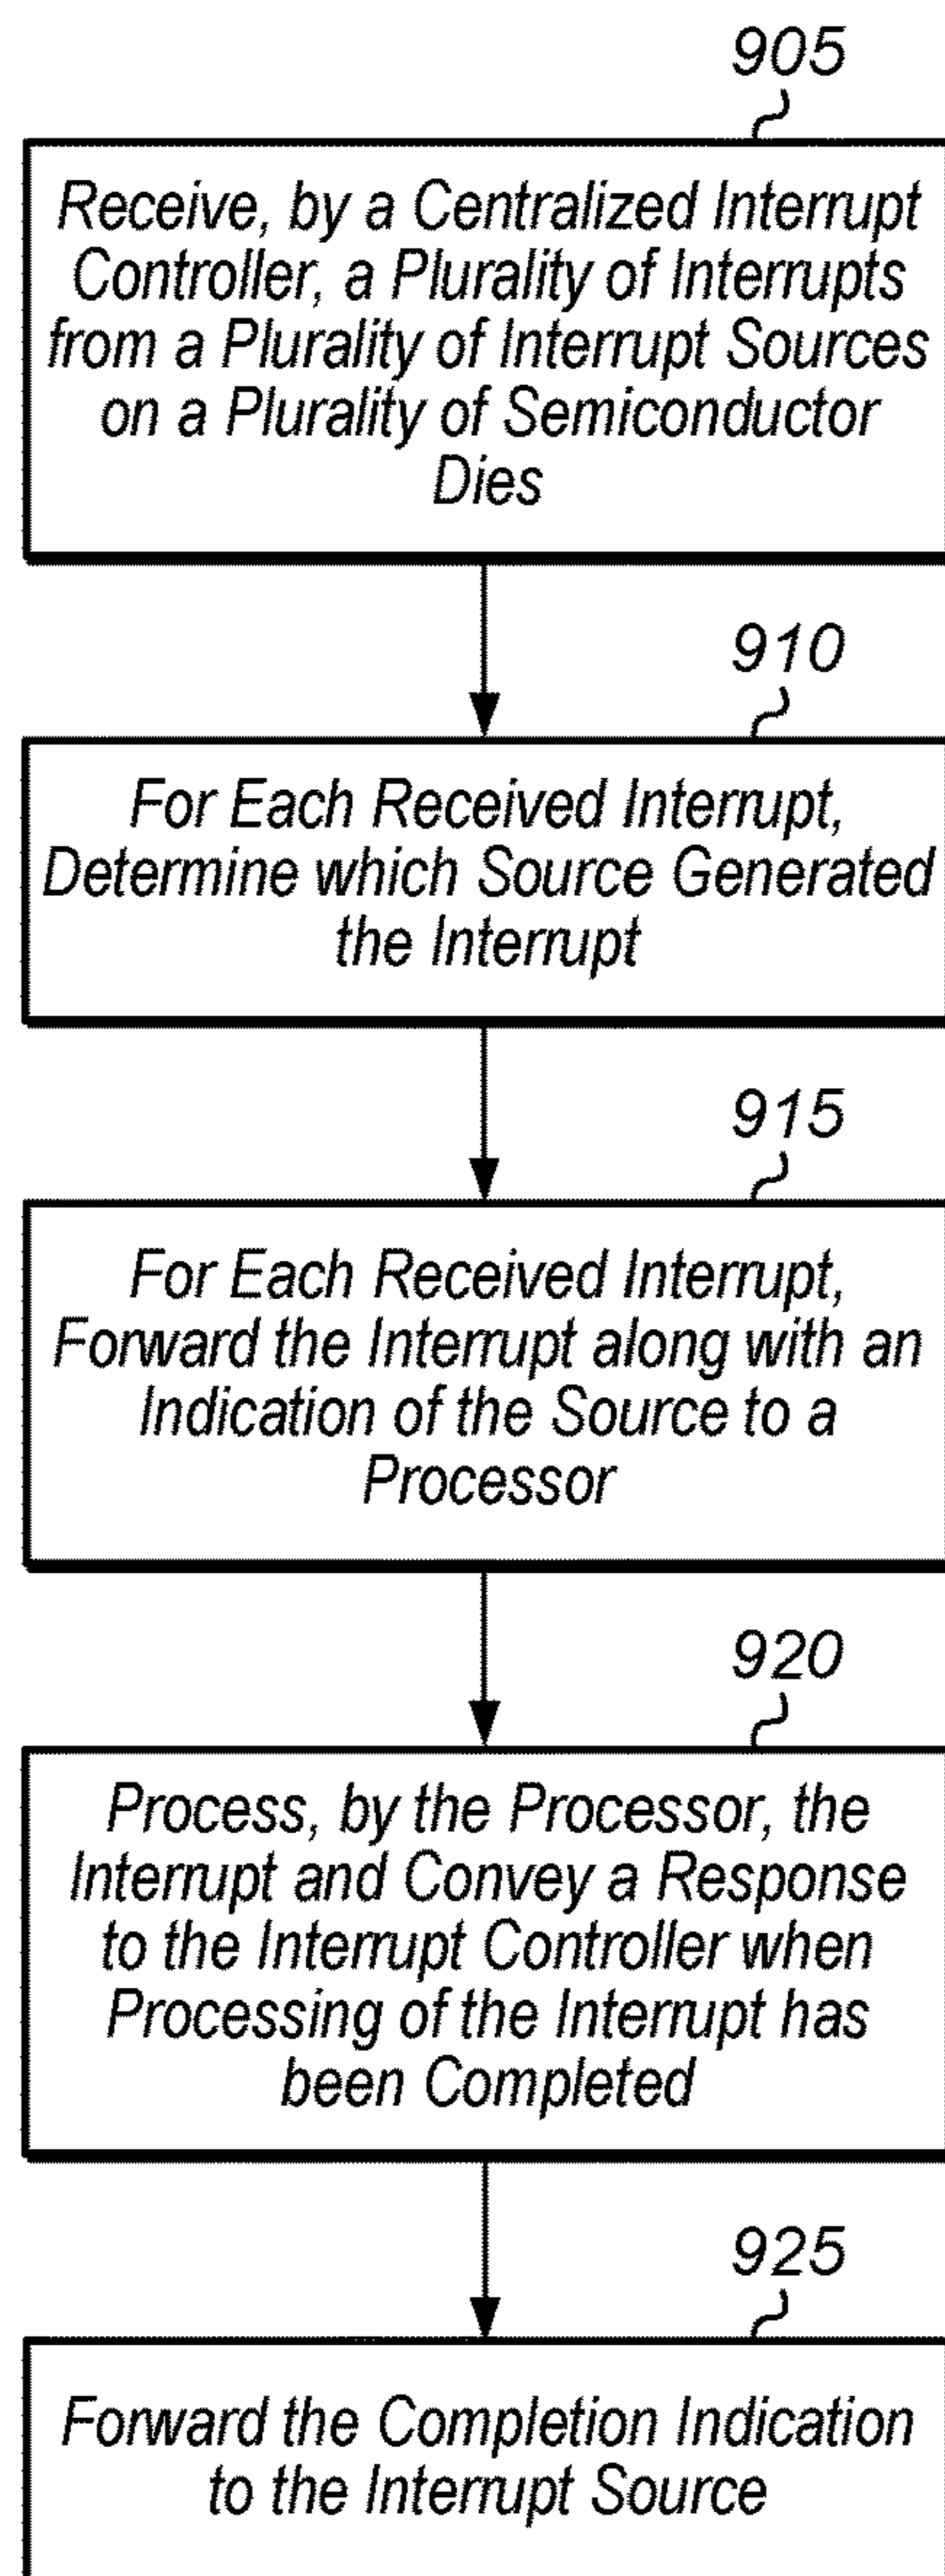 905
Receive, by a Centralized Interrupt
Controller, a Plurality of Interrupts
from a Plurality of Interrupt Sources
on a Plurality of Semiconductor
Dies
910
For Each Received Interrupt,
Determine which Source Generated
the Interrupt
915
For Each Received Interrupt,
Forward the Interrupt along with an
Indication of the Source to a
Processor
920
Process, by the Processor, the
Interrupt and Convey a Response
to the Interrupt Controller when
Processing of the Interrupt has
been Completed
925
Forward the Completion Indication
to the Interrupt Source